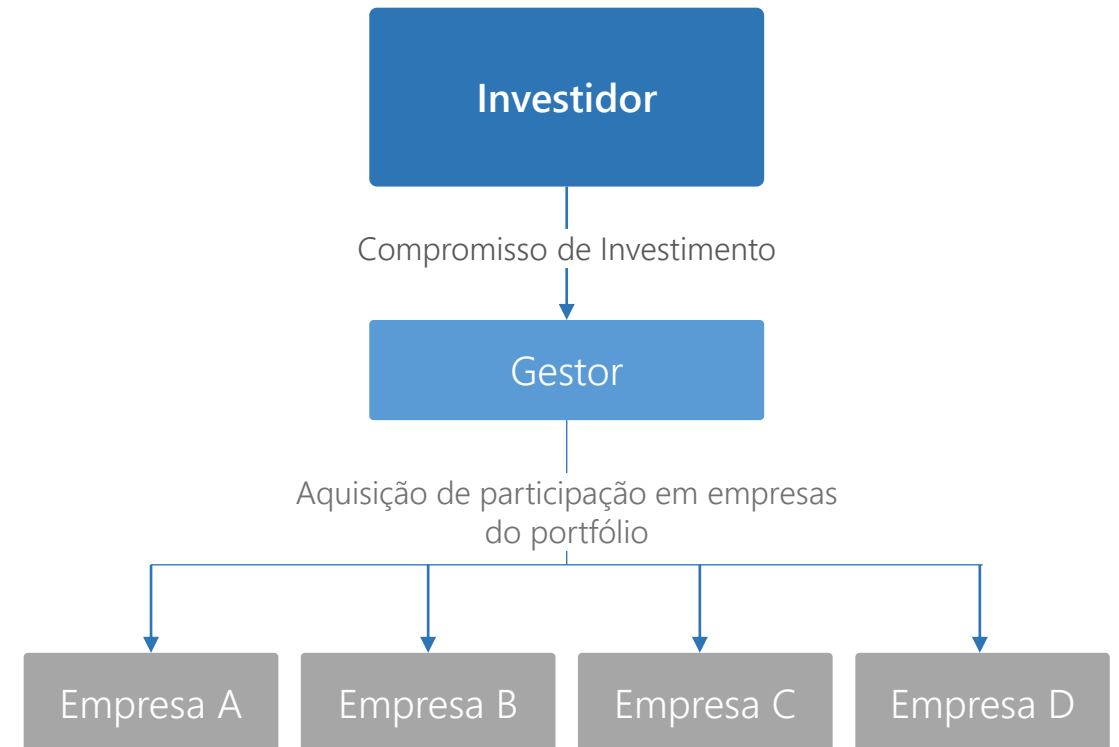 Investidor
Compromisso de Investimento
Gestor
Aquisição de participação em empresas
do portfólio
Empresa A
Empresa B
Empresa C
Empresa D